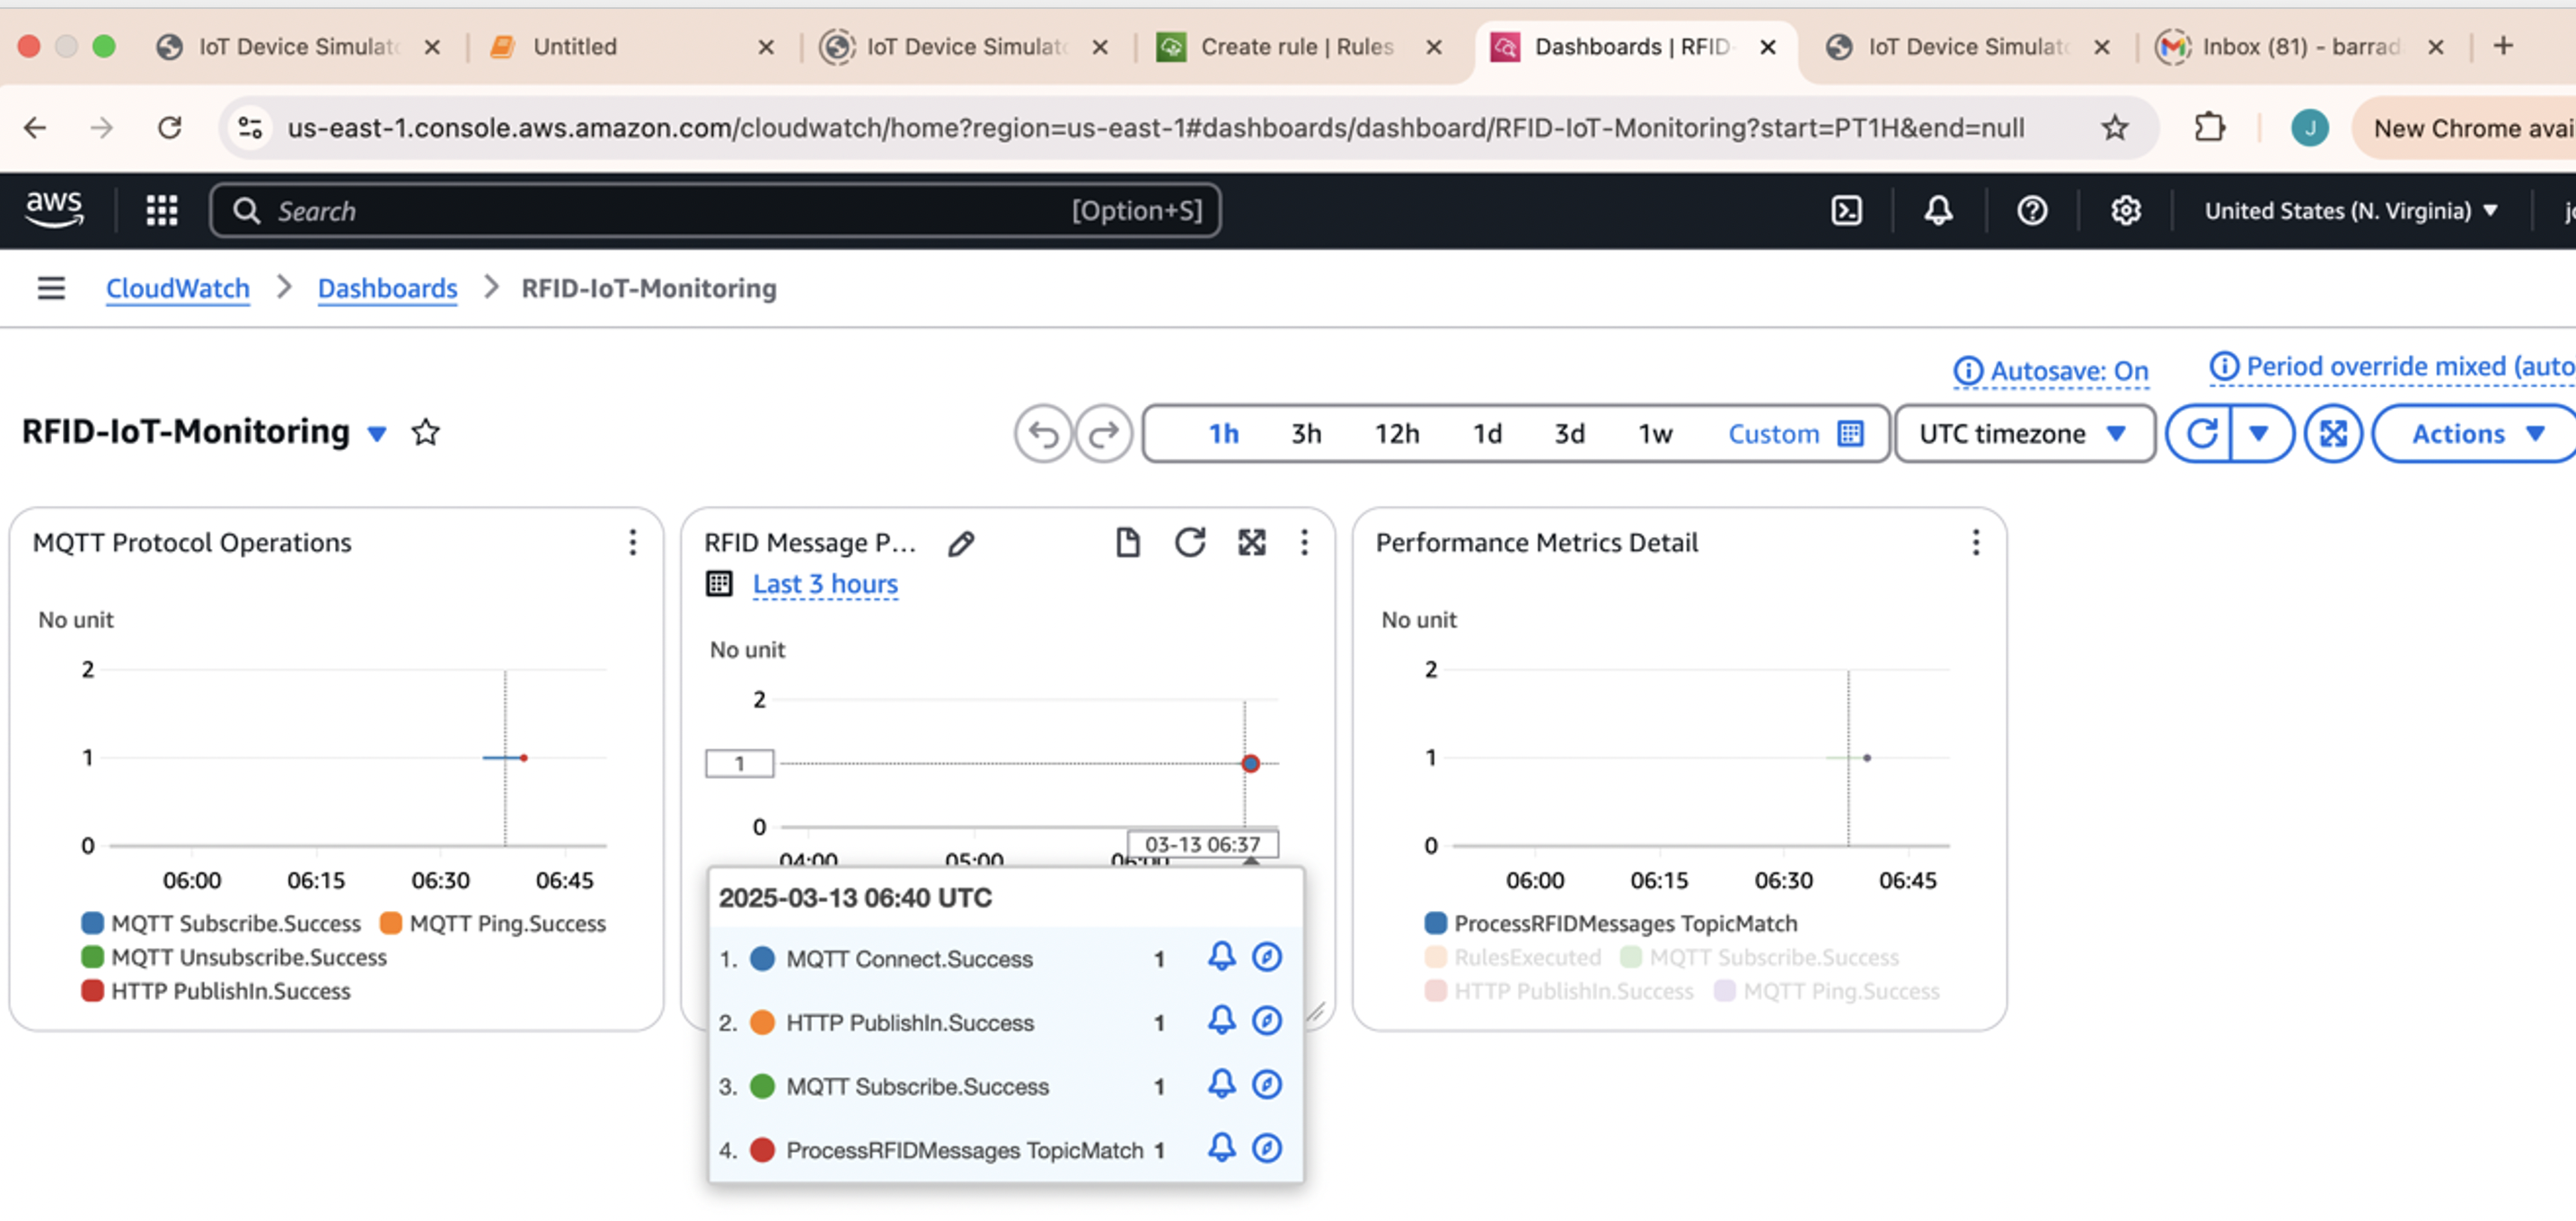 IoT Device Simulat
Untitled
IoT Device Simulat
Create rule | Rules
Dashboards | RFID
IoT Device Simulat
Inbox (81) - barrad
us-east-1.console.aws.amazon.com/cloudwatch/home?region=us-east-1#dashboards/dashboard/RFID-IoT-Monitoring?start=PT1H&end=null
J
New Chrome avai
aws
Search
[Option+S]
United States (N. Virginia)
CloudWatch
Dashboards
RFID-IoT-Monitoring
Autosave: On
Period override mixed (auto
RFID-IoT-Monitoring
1h 3h 12h 1d 3d 1w Custom
UTC timezone
Actions
MQTT Protocol Operations
No unit
2
1
0
06:00 06:15 06:30 06:45
MQTT Subscribe.Success MQTT Ping.Success
MQTT Unsubscribe.Success
HTTP PublishIn.Success
RFID Message P...
Last 3 hours
No unit
2
1
0
03-13 06:37
04:00 05:00 06:00
2025-03-13 06:40 UTC
1. MQTT Connect.Success 1
2. HTTP PublishIn.Success 1
3. MQTT Subscribe.Success 1
4. ProcessRFIDMessages TopicMatch 1
Performance Metrics Detail
No unit
2
1
0
06:00 06:15 06:30 06:45
ProcessRFIDMessages TopicMatch
RulesExecuted MQTT Subscribe.Success
HTTP PublishIn.Success MQTT Ping.Success